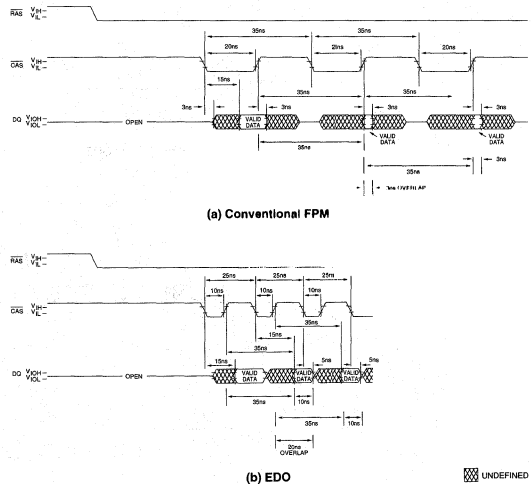 RAS VIH–
VIL–
35ns 35ns
20ns 20ns 20ns
CAS VIH–
VIL–
15ns 35ns 35ns
3ns 3ns 3ns 3ns
DQ VIOH–
VIOL–
OPEN
VALID
DATA
VALID
DATA
VALID
DATA
35ns
35ns
3ns
OVERLAP
(a) Conventional FPM
RAS VIH–
VIL–
25ns 25ns 25ns
10ns 10ns 10ns
CAS VIH–
VIL–
35ns
15ns
35ns
15ns 5ns 5ns
DQ VIOH–
VIOL–
OPEN
VALID
DATA
VALID
DATA
VALID
DATA
35ns 10ns
35ns 10ns
20ns
OVERLAP
(b) EDO
UNDEFINED